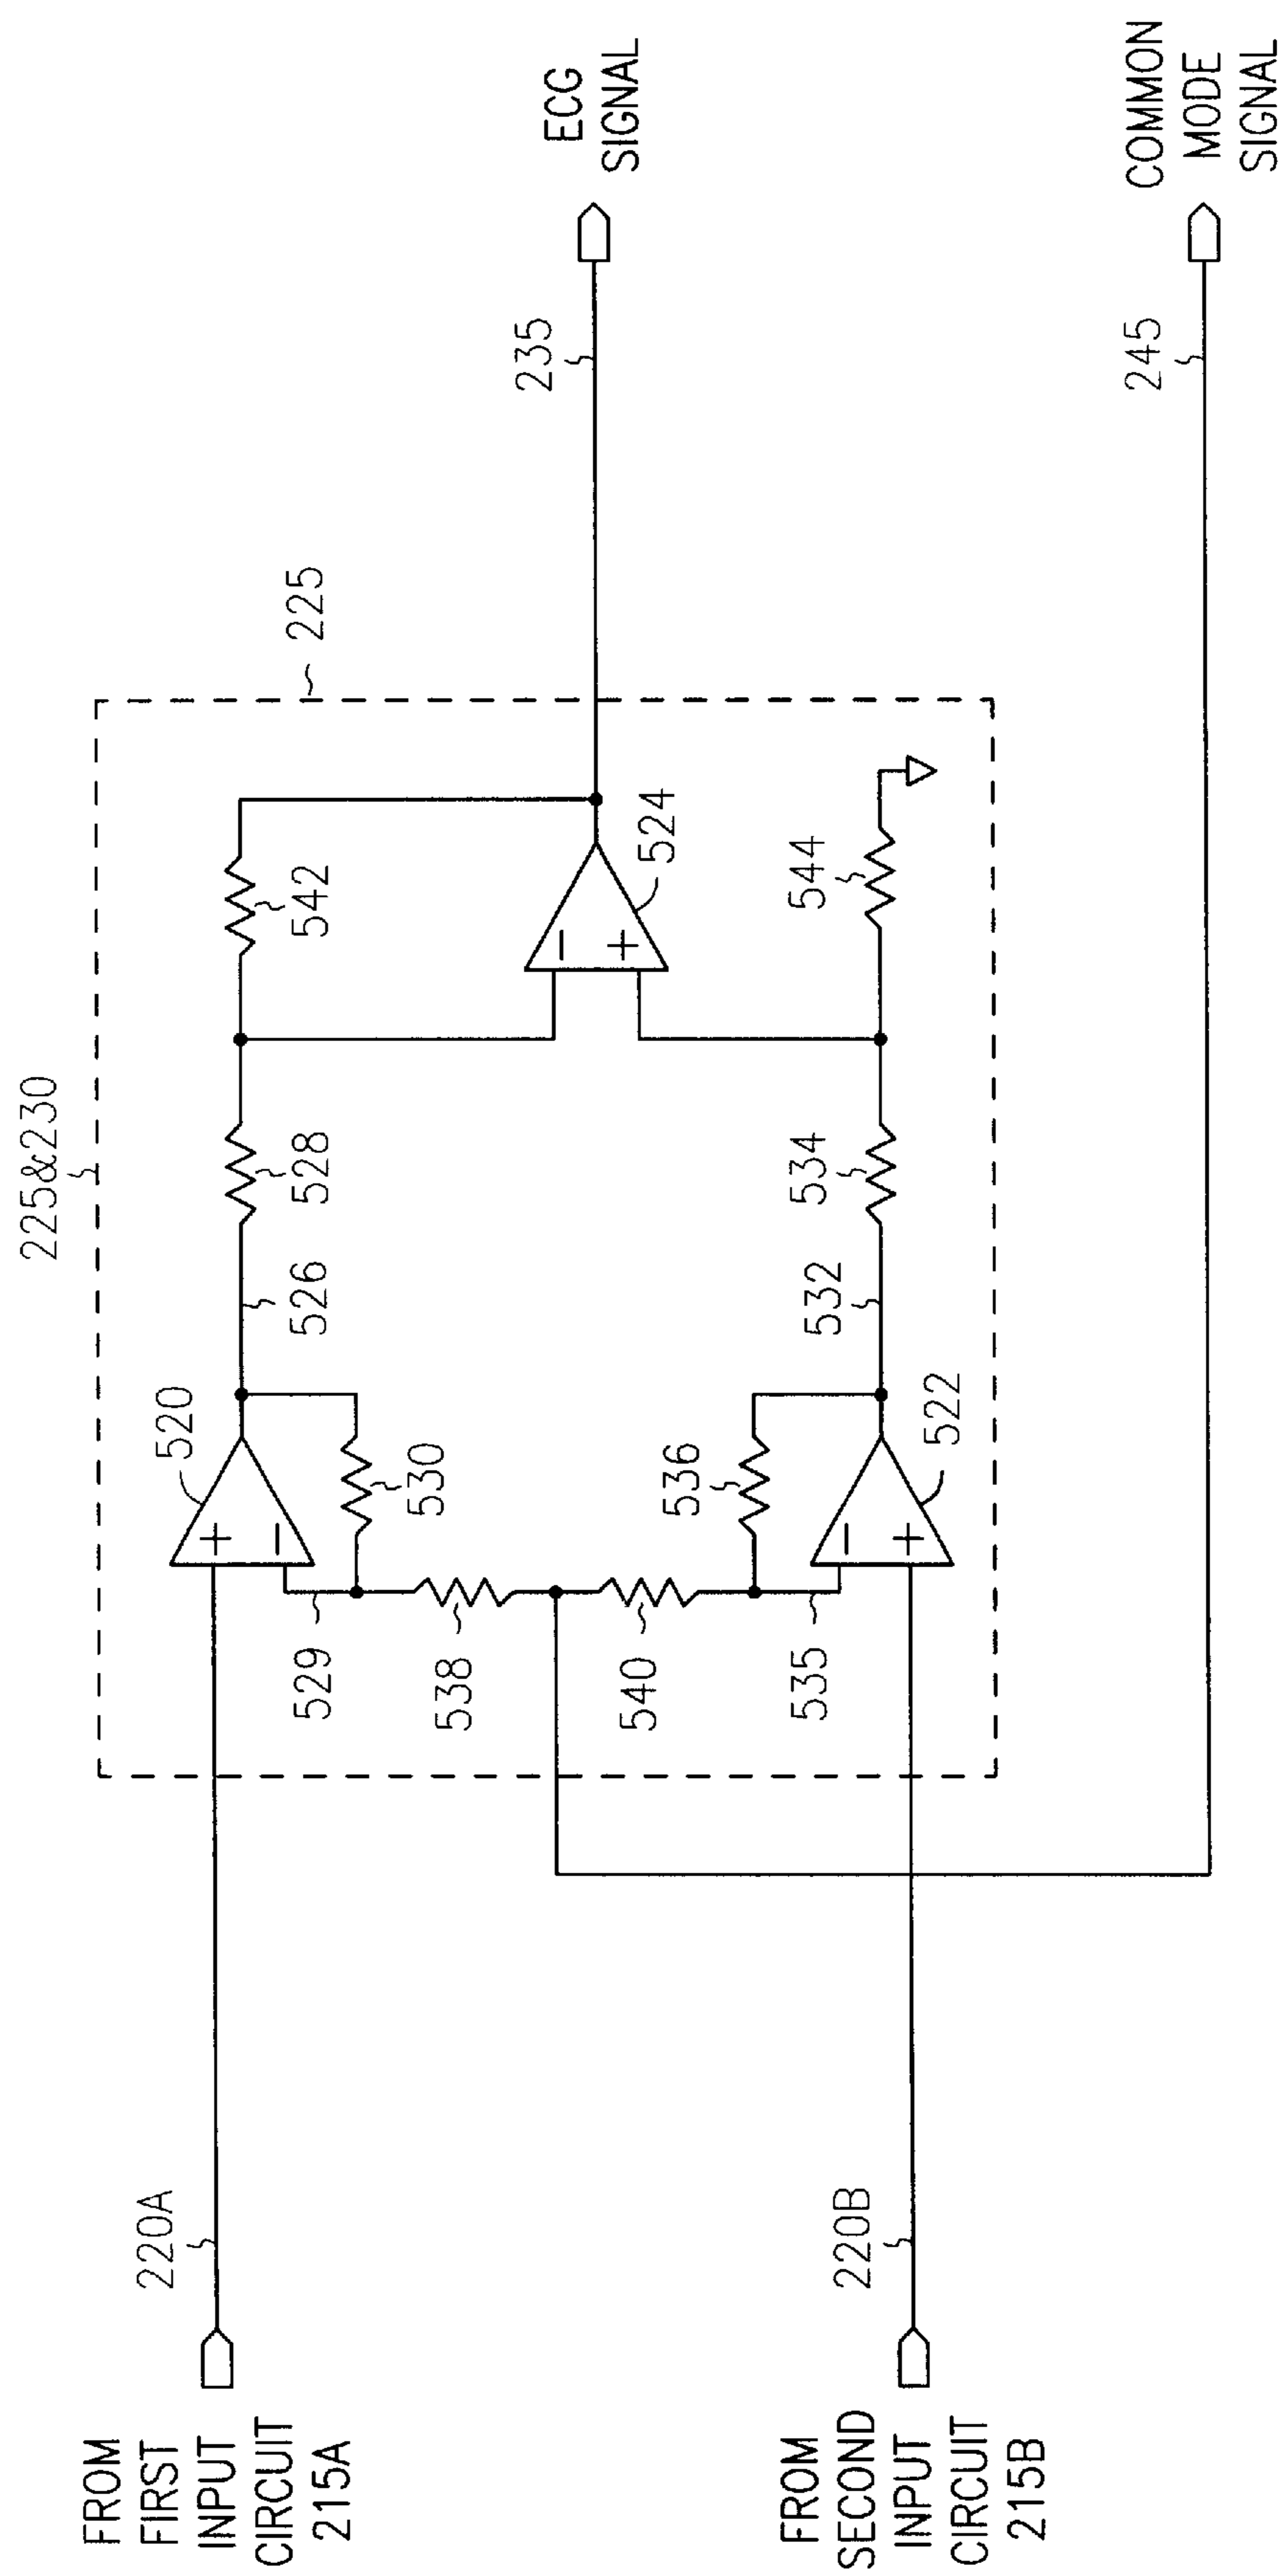 225&230
225
FROM
FIRST
INPUT
CIRCUIT
215A
220A
520
+
−
529
530
526
528
542
538
540
524
−
+
235
ECG
SIGNAL
FROM
SECOND
INPUT
CIRCUIT
215B
220B
535
536
522
−
+
532
534
544
245
COMMON
MODE
SIGNAL